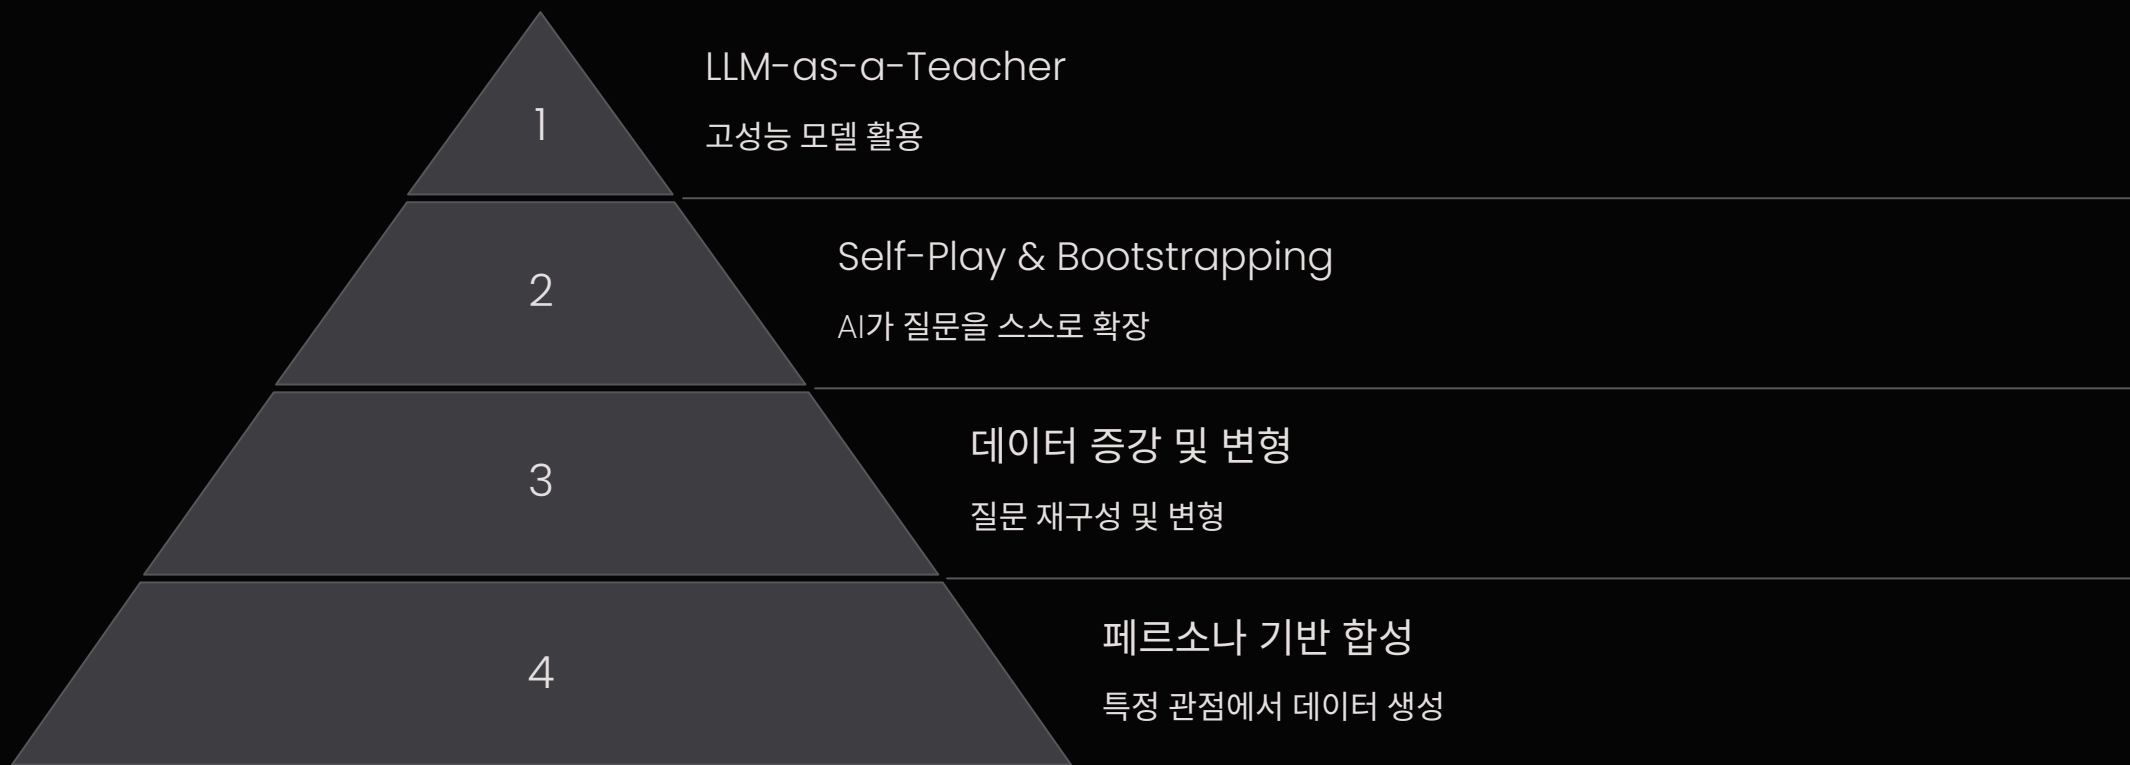 1
LLM-as-a-Teacher
고성능 모델 활용
2
Self-Play & Bootstrapping
AI가 질문을 스스로 확장
3
데이터 증강 및 변형
질문 재구성 및 변형
4
페르소나 기반 합성
특정 관점에서 데이터 생성